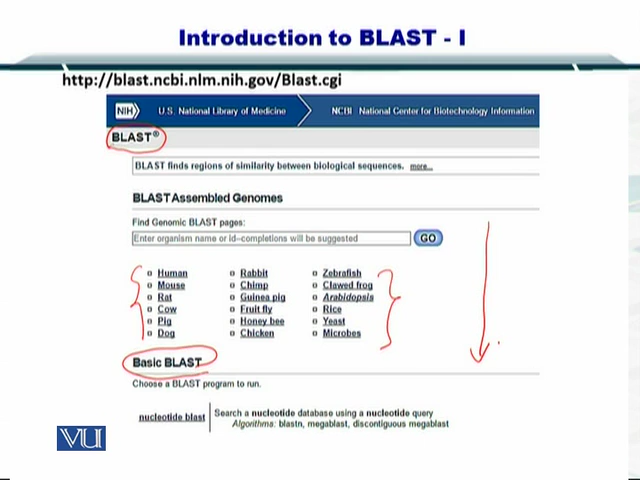 Introduction to BLAST - I
http://blast.ncbi.nlm.nih.gov/Blast.cgi
NIH U.S. National Library of Medicine NCBI National Center for Biotechnology Information
BLAST®
BLAST finds regions of similarity between biological sequences. more...
BLAST Assembled Genomes
Find Genomic BLAST pages:
Enter organism name or id--completions will be suggested GO
o Human o Rabbit o Zebrafish
o Mouse o Chimp o Clawed frog
o Rat o Guinea pig o Arabidopsis
o Cow o Fruit fly o Rice
o Pig o Honey bee o Yeast
o Dog o Chicken o Microbes
Basic BLAST
Choose a BLAST program to run.
nucleotide blast Search a nucleotide database using a nucleotide query
Algorithms: blastn, megablast, discontiguous megablast
VU